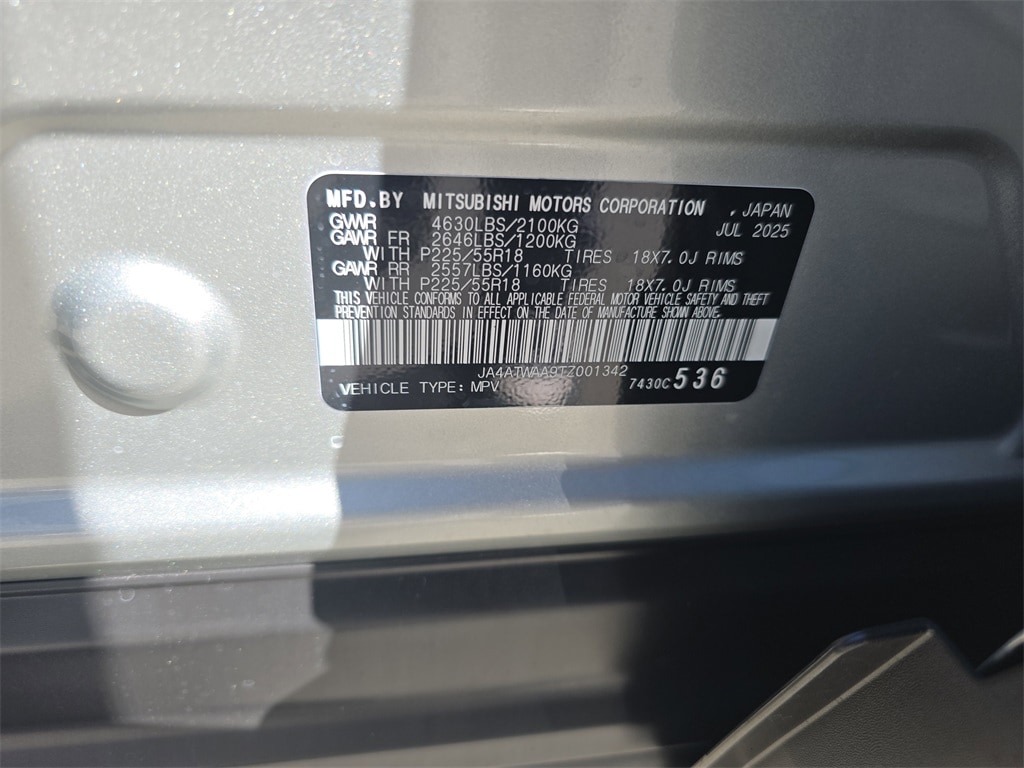 MFD.BY MITSUBISHI MOTORS CORPORATION , JAPAN
GVWR 4630LBS/2100KG JUL 2025
GAWR FR 2646LBS/1200KG
WITH P225/55R18 TIRES 18X7.0J RIMS
GAWR RR 2557LBS/1160KG
WITH P225/55R18 TIRES 18X7.0J RIMS
THIS VEHICLE CONFORMS TO ALL APPLICABLE FEDERAL MOTOR VEHICLE SAFETY AND THEFT
PREVENTION STANDARDS IN EFFECT ON THE DATE OF MANUFACTURE SHOWN ABOVE.
JA4ATWAA9TZ001342
VEHICLE TYPE: MPV 7430C 536